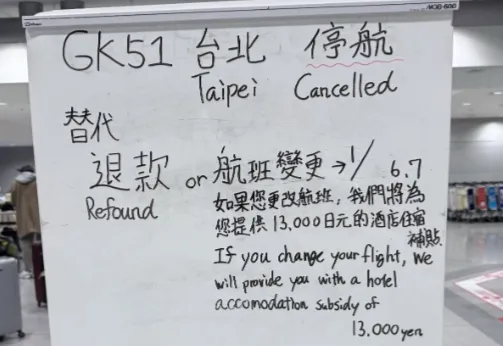 GK51 台北 停航
Taipei Cancelled
替代
退款 or 航班變更→1/6.7
Refound
如果您更改航班，我們將為
您提供 13,000日元的酒店住宿
補貼
If you change your flight, We
will provide you with a hotel
accomodation subsidy of
13,000 yen